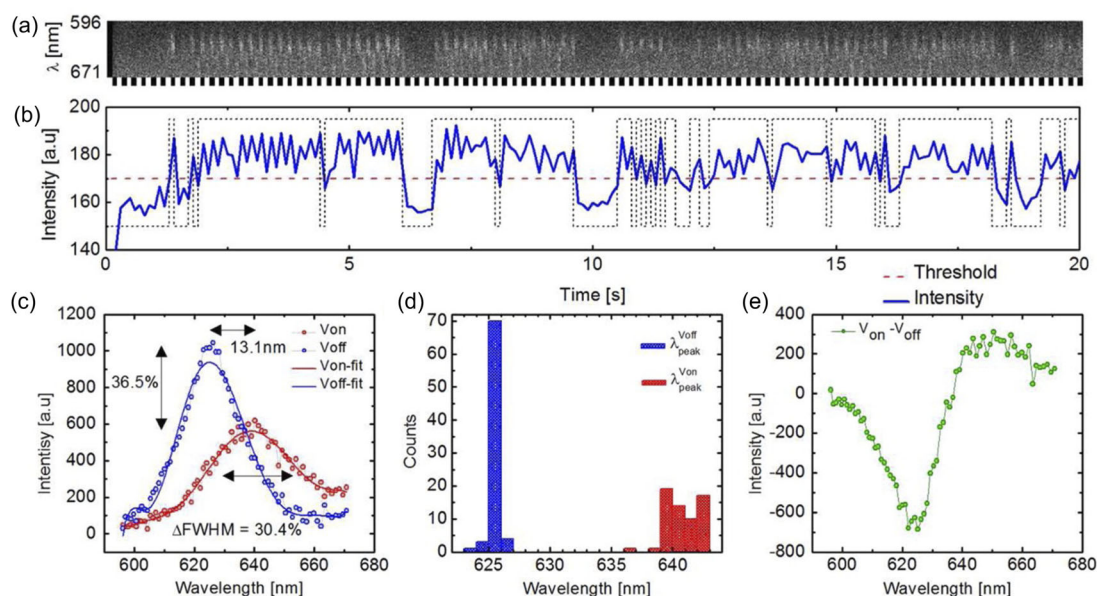 (a)
596
λ [nm]
671
(b)
200
180
160
140
Intensity [a.u]
0 5 10 15 20
Time [s]
Threshold
Intensity
(c)
1200
1000
800
600
400
200
0
Intentisy [a.u]
13.1nm
36.5%
Von
Voff
Von-fit
Voff-fit
ΔFWHM = 30.4%
600 620 640 660 680
Wavelength [nm]
(d)
70
60
50
40
30
20
10
0
Counts
λpeak^Voff
λpeak^Von
625 630 635 640
Wavelength [nm]
(e)
400
200
0
-200
-400
-600
-800
Intensity [a.u]
Von -Voff
600 620 640 660 680
Wavelength [nm]